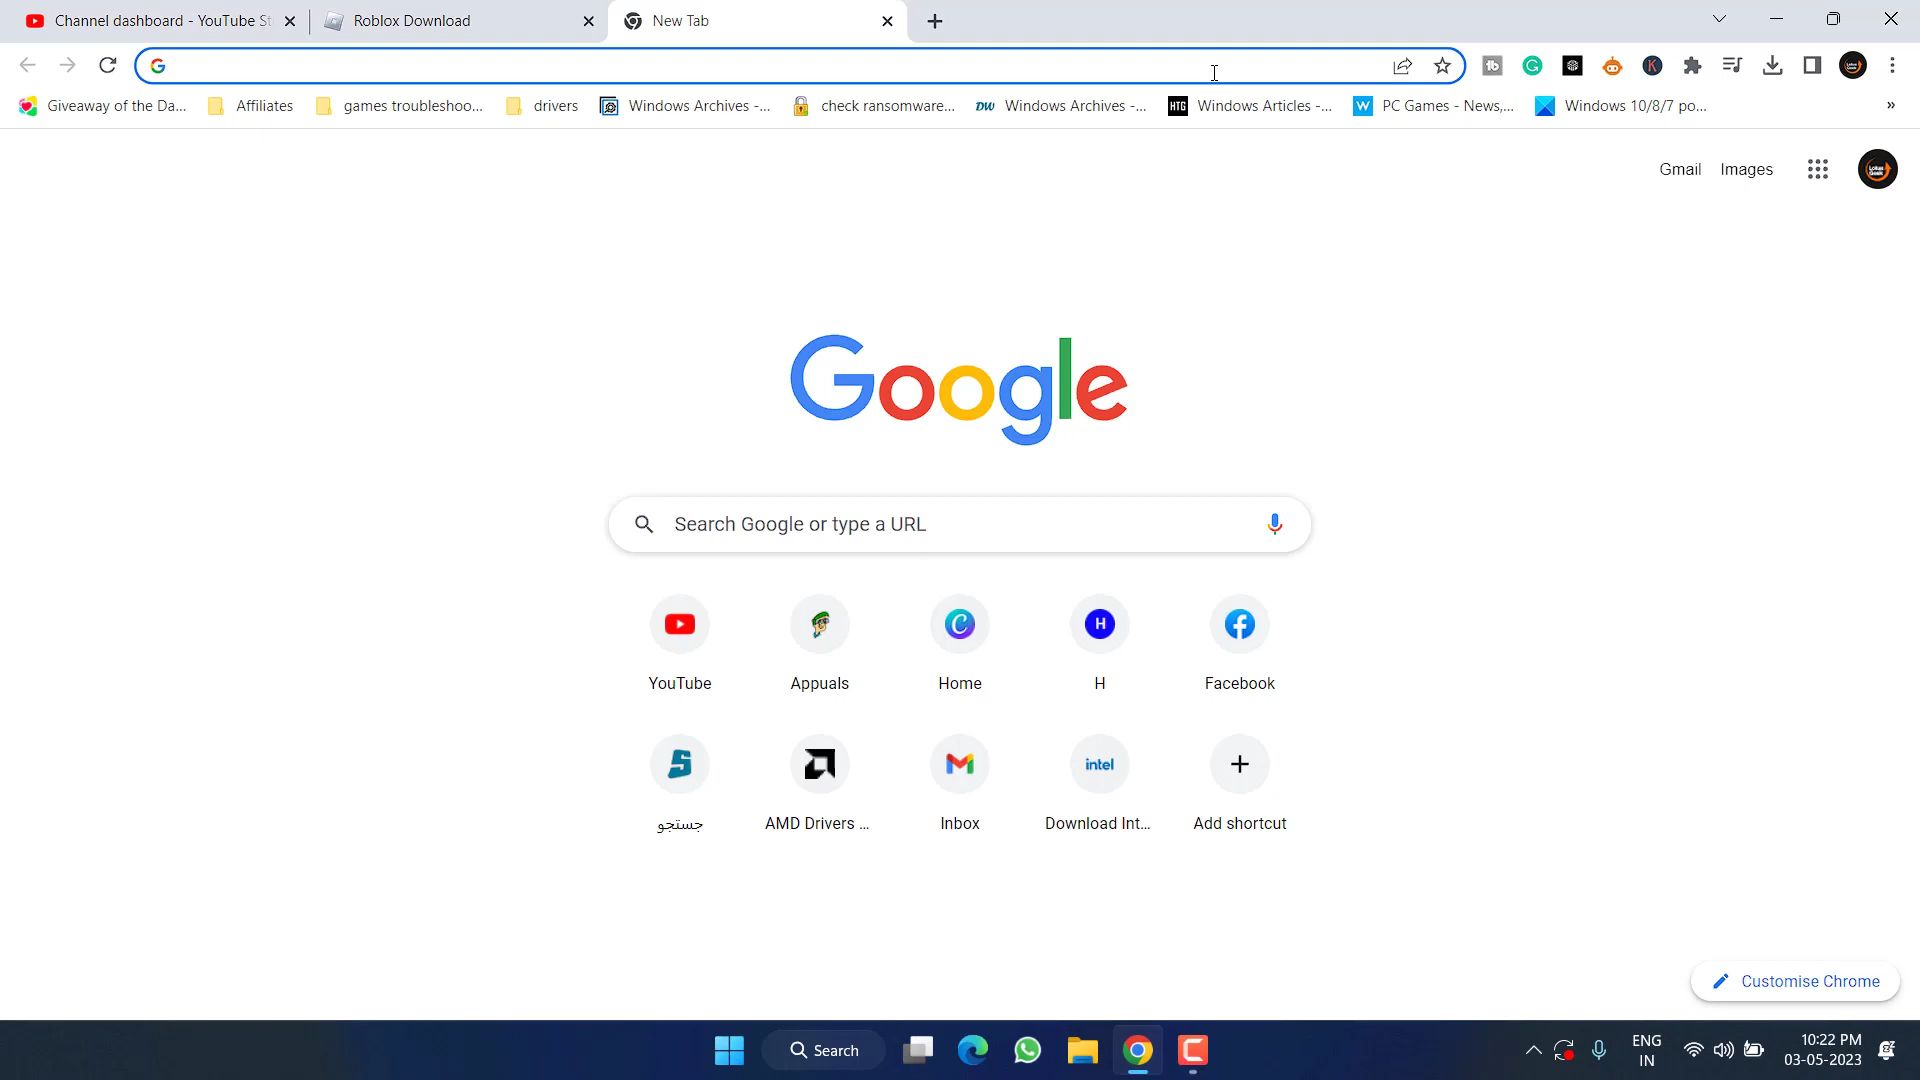 Channel dashboard - YouTube St
Roblox Download
New Tab
Giveaway of the Da...
Affiliates
games troubleshoo...
drivers
Windows Archives -...
check ransomware...
DW
Windows Archives -...
HTG
Windows Articles -...
W
PC Games - News,...
Windows 10/8/7 po...
»
Gmail
Images
Google
Search Google or type a URL
H
intel
YouTube
Appuals
Home
H
Facebook
جستجو
AMD Drivers ...
Inbox
Download Int...
Add shortcut
Customise Chrome
Search
ENG
IN
10:22 PM
03-05-2023